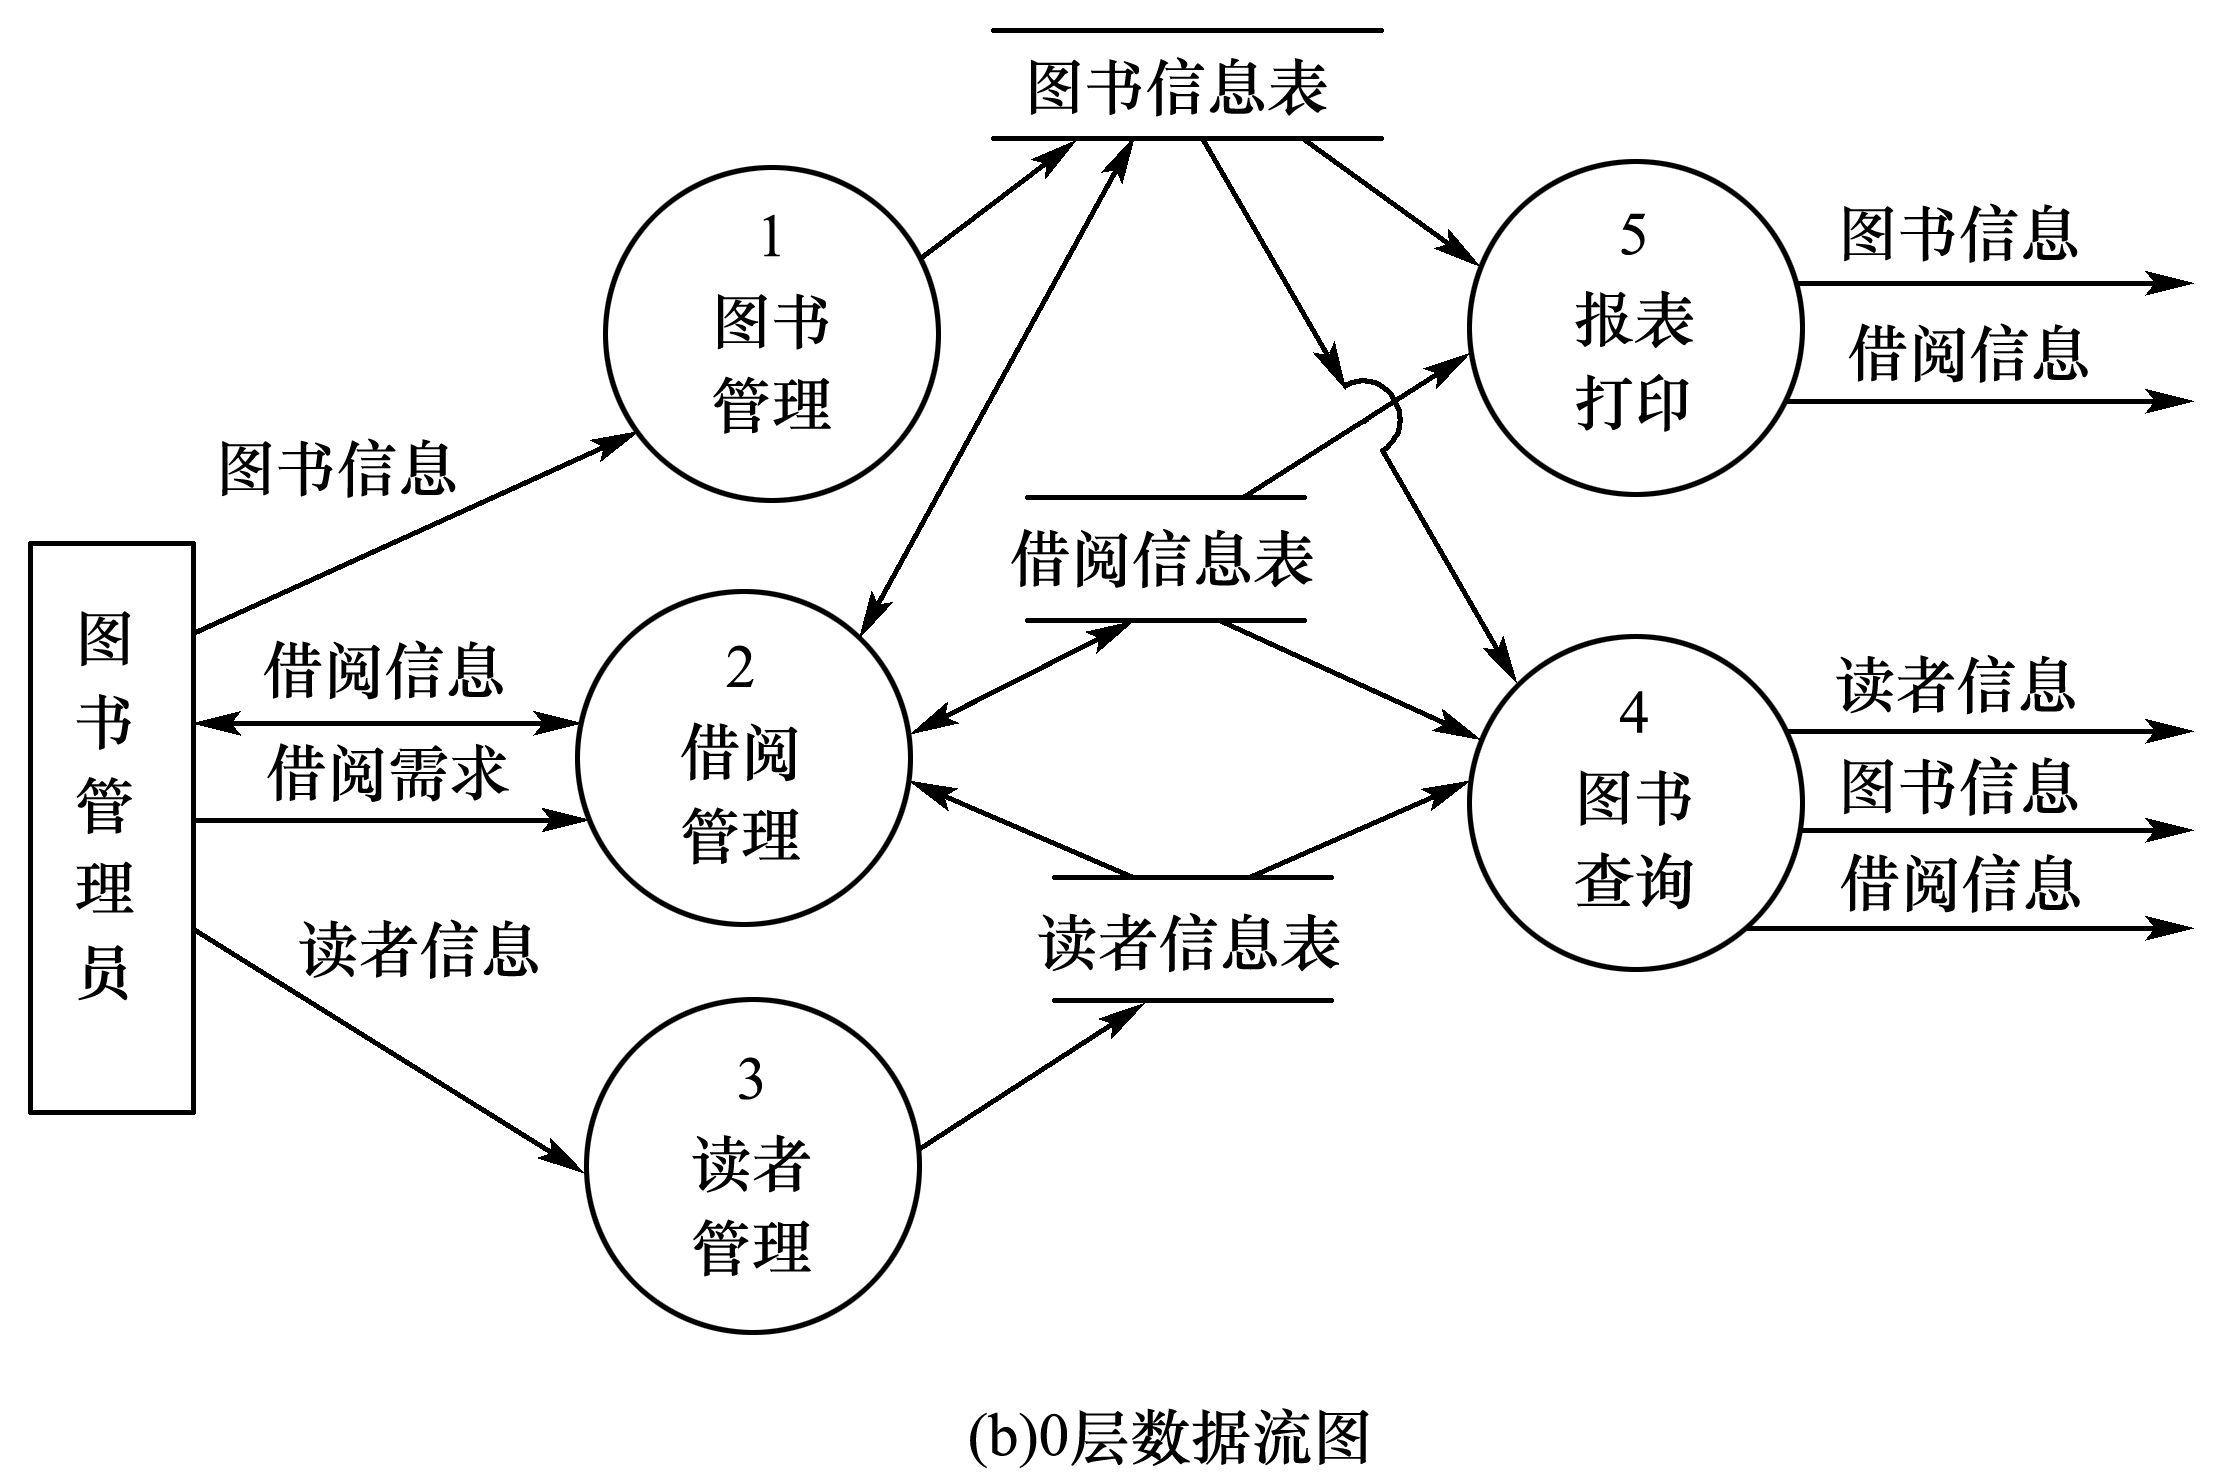 图书信息表
1
图书
管理
5
报表
打印
图书信息
借阅信息
图书信息
借阅信息表
图书管理员
借阅信息
借阅需求
2
借阅
管理
4
图书
查询
读者信息
图书信息
借阅信息
读者信息
读者信息表
3
读者
管理
(b)0层数据流图